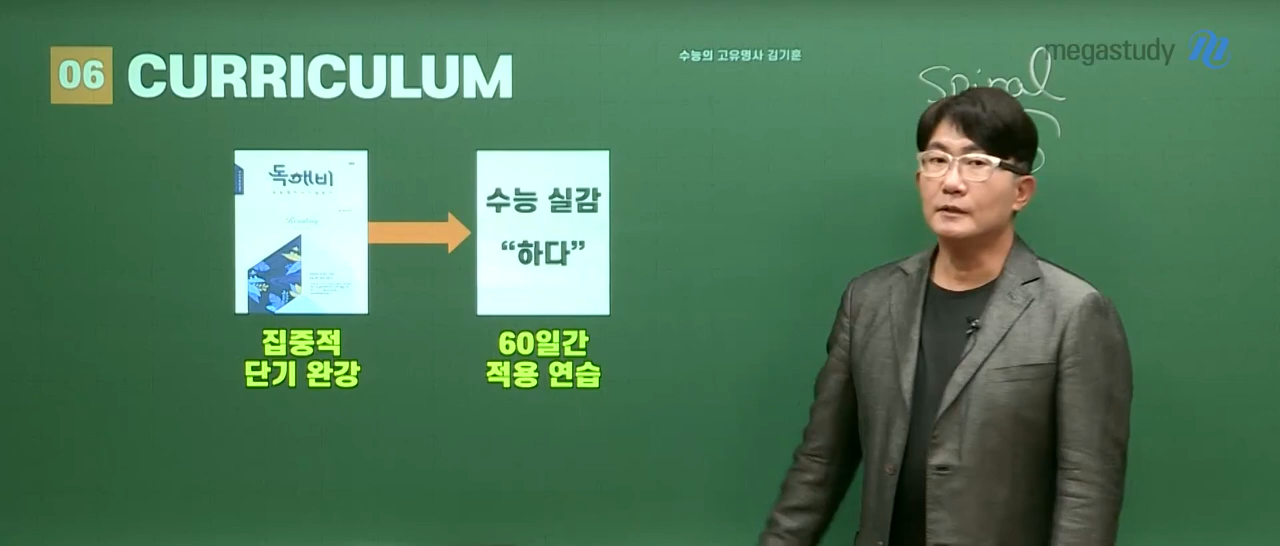 06 CURRICULUM
수능의 고유명사 김기훈
megastudy
Spiral
독해비
Reading
수능 실감
“하다”
집중적
단기 완강
60일간
적용 연습